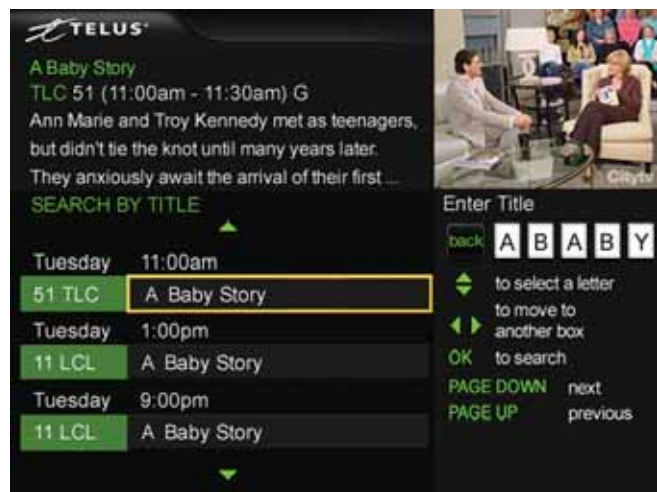 TELUS
A Baby Story
TLC 51 (11:00am - 11:30am) G
Ann Marie and Troy Kennedy met as teenagers,
but didn't tie the knot until many years later.
They anxiously await the arrival of their first ...
Citytv
SEARCH BY TITLE
Tuesday 11:00am
51 TLC A Baby Story
Tuesday 1:00pm
11 LCL A Baby Story
Tuesday 9:00pm
11 LCL A Baby Story
Enter Title
back A B A B Y
to select a letter
to move to
another box
OK to search
PAGE DOWN next
PAGE UP previous